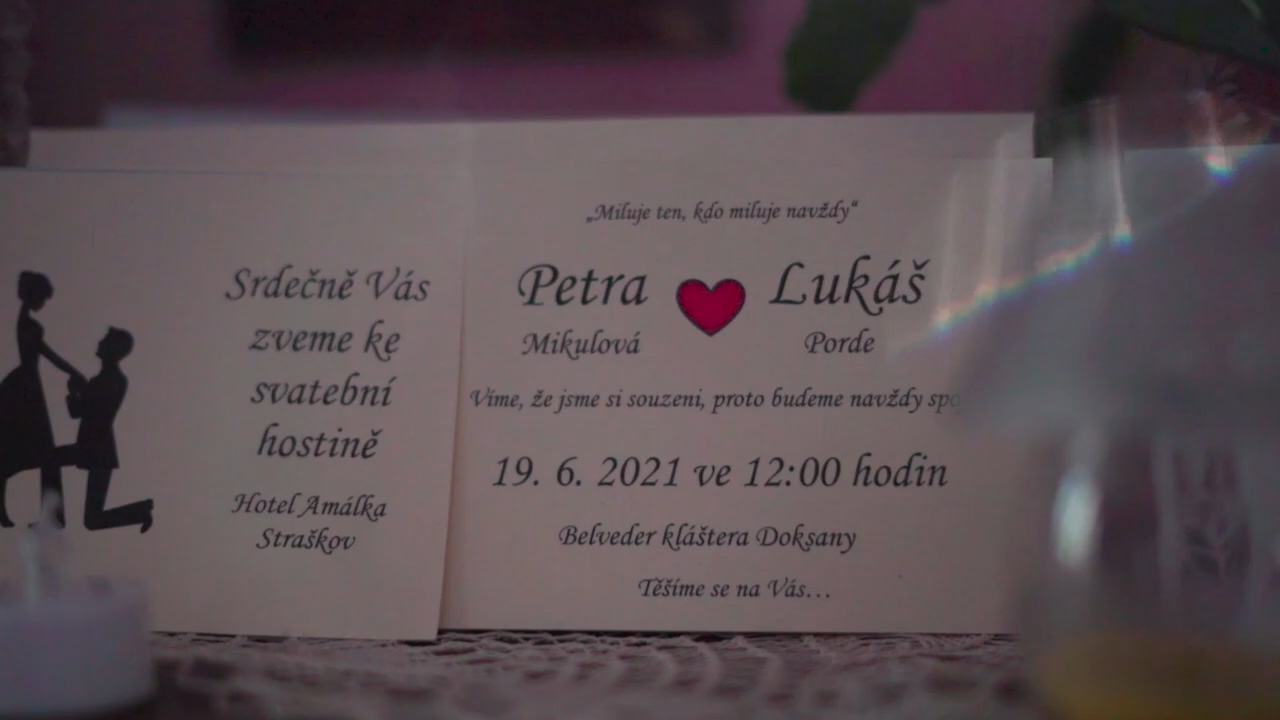 Srdečně Vás
zveme ke
svatební
hostině
Hotel Amálka
Straškov
„Miluje ten, kdo miluje navždy“
Petra Lukáš
Mikulová Porde
Víme, že jsme si souzeni, proto budeme navždy
19. 6. 2021 ve 12:00 hodin
Belveder kláštera Doksany
Těšíme se na Vás...